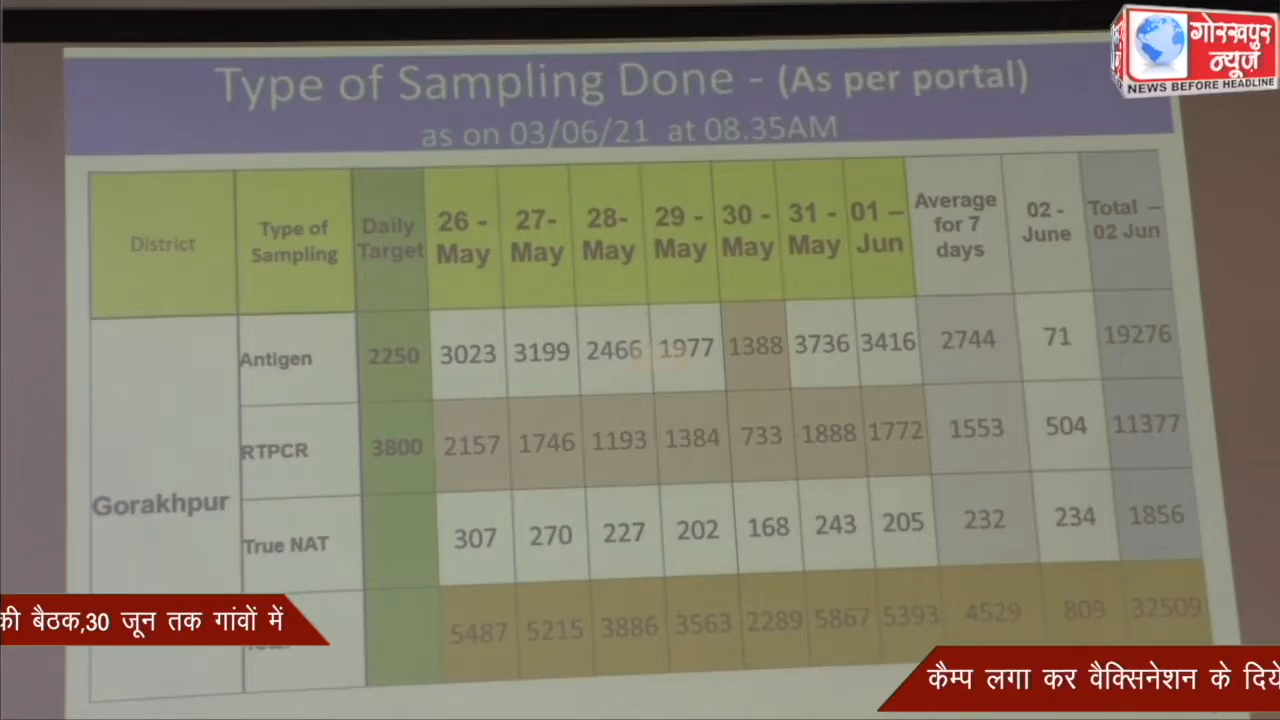 गोरखपुर
न्यूज़
NEWS BEFORE HEADLINE
Type of Sampling Done - (As per portal)
as on 03/06/21 at 08.35AM
District Type of Sampling Daily Target 26 - May 27- May 28- May 29 - May 30 - May 31 - May 01 – Jun Average for 7 days 02 - June Total – 02 Jun
Gorakhpur
Antigen 2250 3023 3199 2466 1977 1388 3736 3416 2744 71 19276
RTPCR 3800 2157 1746 1193 1384 733 1888 1772 1553 504 11377
True NAT 307 270 227 202 168 243 205 232 234 1856
5487 5215 3886 3563 2289 5867 5393 4529 809 32509
की बैठक,30 जून तक गांवों में
कैम्प लगा कर वैक्सिनेशन के दिये